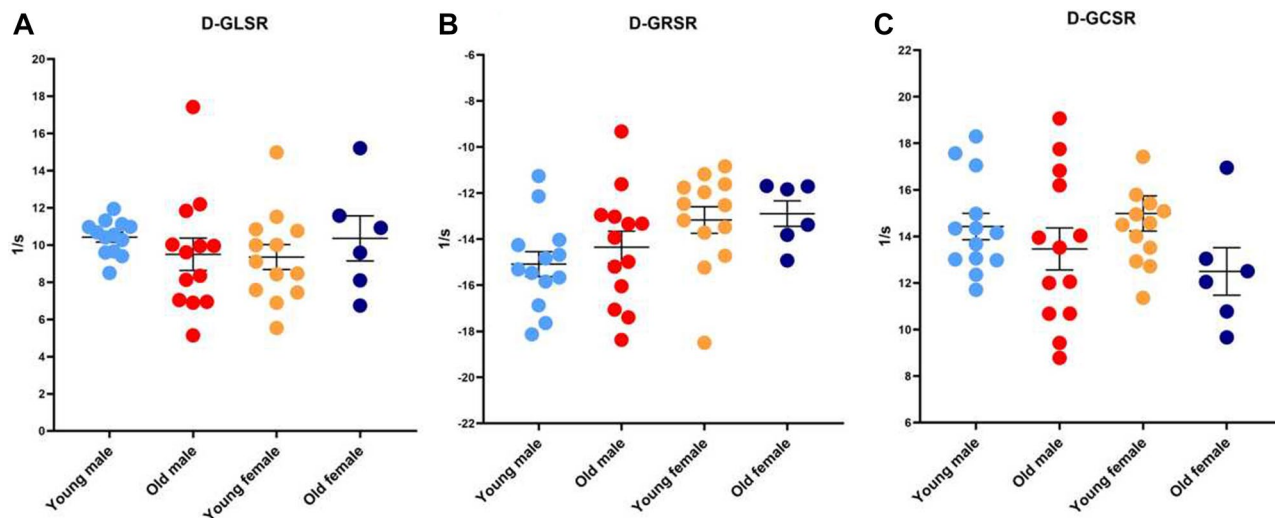 A
D-GLSR
20
18
16
14
12
10
8
6
4
2
0
1/s
Young male
Old male
Young female
Old female
B
D-GRSR
-6
-8
-10
-12
-14
-16
-18
-20
-22
1/s
Young male
Old male
Young female
Old female
C
D-GCSR
22
20
18
16
14
12
10
8
6
1/s
Young male
Old male
Young female
Old female